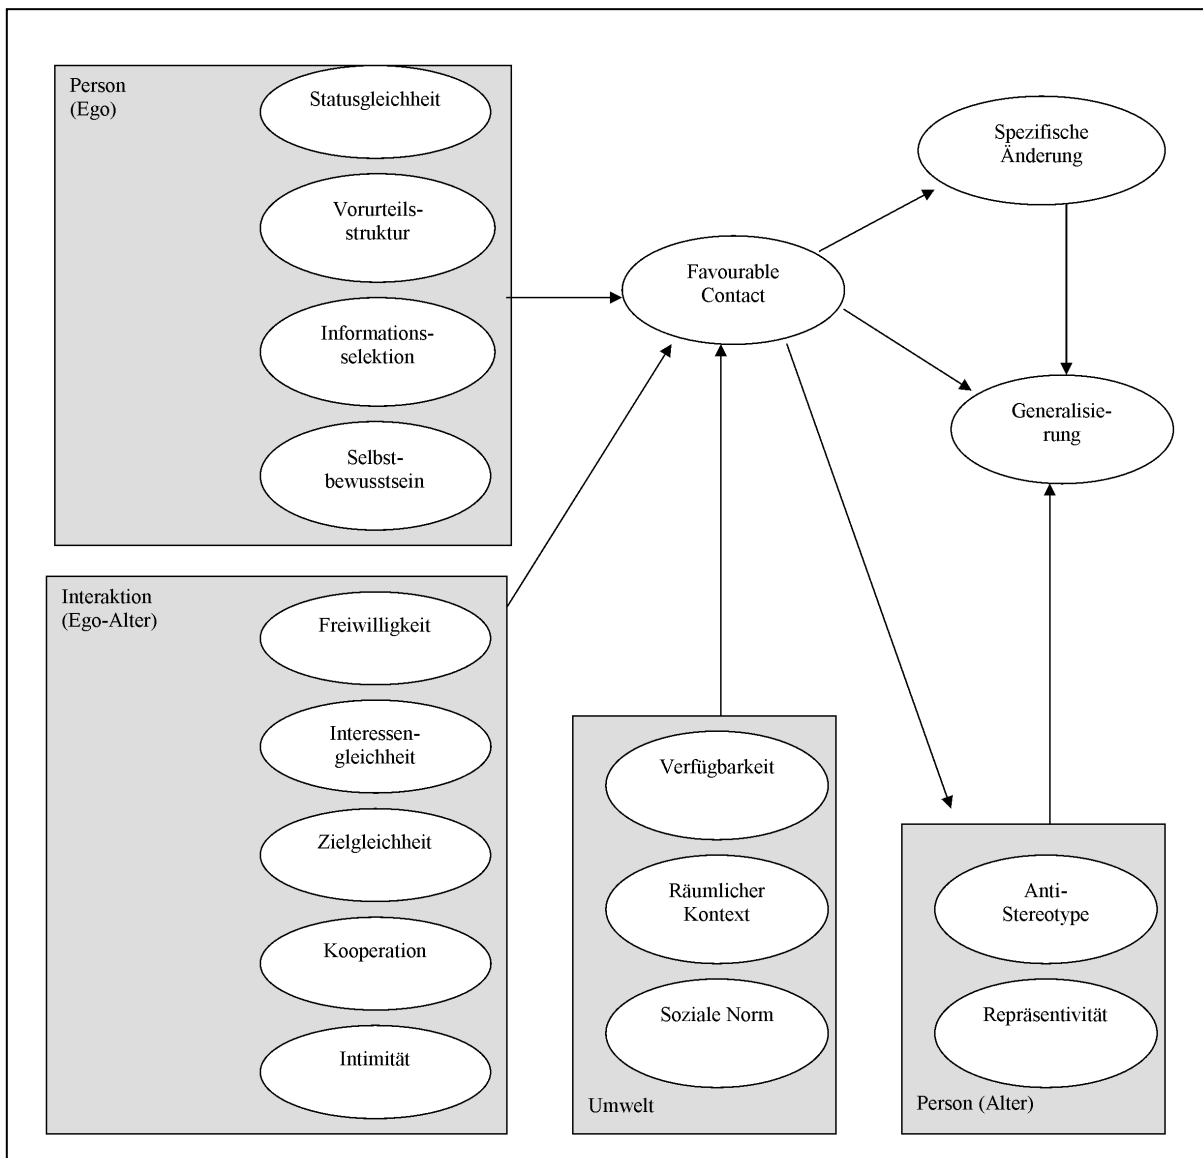 Person
(Ego)
Statusgleichheit
Vorurteils-
struktur
Informations-
selektion
Selbst-
bewusstsein
Interaktion
(Ego-Alter)
Freiwilligkeit
Interessen-
gleichheit
Zielgleichheit
Kooperation
Intimität
Favourable
Contact
Spezifische
Änderung
Generalisie-
rung
Verfügbarkeit
Räumlicher
Kontext
Soziale Norm
Umwelt
Anti-
Stereotype
Repräsentivität
Person (Alter)